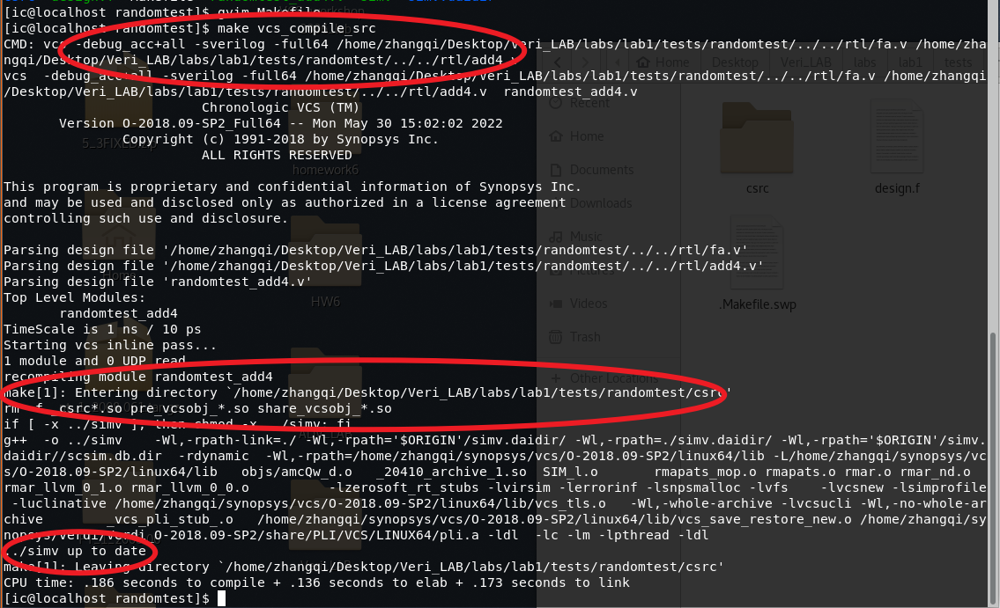 [ic@localhost randomtest]$ gvim Makefile
[ic@localhost randomtest]$ make vcs_compile_src
CMD: vcs -debug_acc+all -sverilog -full64 /home/zhangqi/Desktop/Veri_LAB/labs/lab1/tests/randomtest/../../rtl/fa.v /home/zha
ngqi/Desktop/Veri_LAB/labs/lab1/tests/randomtest/../../rtl/add4.v
vcs  -debug_acc+all -sverilog -full64 /home/zhangqi/Desktop/Veri_LAB/labs/lab1/tests/randomtest/../../rtl/fa.v /home/zhangqi
/Desktop/Veri_LAB/labs/lab1/tests/randomtest/../../rtl/add4.v  randomtest_add4.v
Chronologic VCS (TM)
Version O-2018.09-SP2_Full64 -- Mon May 30 15:02:02 2022
Copyright (c) 1991-2018 by Synopsys Inc.
ALL RIGHTS RESERVED
This program is proprietary and confidential information of Synopsys Inc.
and may be used and disclosed only as authorized in a license agreement
controlling such use and disclosure.
Parsing design file '/home/zhangqi/Desktop/Veri_LAB/labs/lab1/tests/randomtest/../../rtl/fa.v'
Parsing design file '/home/zhangqi/Desktop/Veri_LAB/labs/lab1/tests/randomtest/../../rtl/add4.v'
Parsing design file 'randomtest_add4.v'
Top Level Modules:
randomtest_add4
TimeScale is 1 ns / 10 ps
Starting vcs inline pass...
1 module and 0 UDP read.
recompiling module randomtest_add4
make[1]: Entering directory `/home/zhangqi/Desktop/Veri_LAB/labs/lab1/tests/randomtest/csrc'
rm -f _csrc*.so pre_vcsobj_*.so share_vcsobj_*.so
if [ -x ../simv ]; then chmod -x ../simv; fi
g++  -o ../simv    -Wl,-rpath-link=./ -Wl,-rpath='$ORIGIN'/simv.daidir/ -Wl,-rpath=./simv.daidir/ -Wl,-rpath='$ORIGIN'/simv.
daidir//scsim.db.dir  -rdynamic  -Wl,-rpath=/home/zhangqi/synopsys/vcs/O-2018.09-SP2/linux64/lib -L/home/zhangqi/synopsys/vc
s/O-2018.09-SP2/linux64/lib   objs/amcQw_d.o   _20410_archive_1.so  SIM_l.o       rmapats_mop.o rmapats.o rmar.o rmar_nd.o
rmar_llvm_0_1.o rmar_llvm_0_0.o          -lzerosoft_rt_stubs -lvirsim -lerrorinf -lsnpsmalloc -lvfs    -lvcsnew -lsimprofile
-luclinative /home/zhangqi/synopsys/vcs/O-2018.09-SP2/linux64/lib/vcs_tls.o   -Wl,-whole-archive -lvcsucli -Wl,-no-whole-ar
chive          _vcs_pli_stub_.o   /home/zhangqi/synopsys/vcs/O-2018.09-SP2/linux64/lib/vcs_save_restore_new.o /home/zhangqi/sy
nopsys/verdi/verdi_O-2018.09-SP2/share/PLI/VCS/LINUX64/pli.a -ldl  -lc -lm -lpthread -ldl
../simv up to date
make[1]: Leaving directory `/home/zhangqi/Desktop/Veri_LAB/labs/lab1/tests/randomtest/csrc'
CPU time: .186 seconds to compile + .136 seconds to elab + .173 seconds to link
[ic@localhost randomtest]$
homework6
Home
HW6
Home
Desktop
Veri_LAB
labs
lab1
tests
Recent
Home
Documents
Downloads
Music
Pictures
Videos
Trash
Other Locations
csrc
design.f
.Makefile.swp